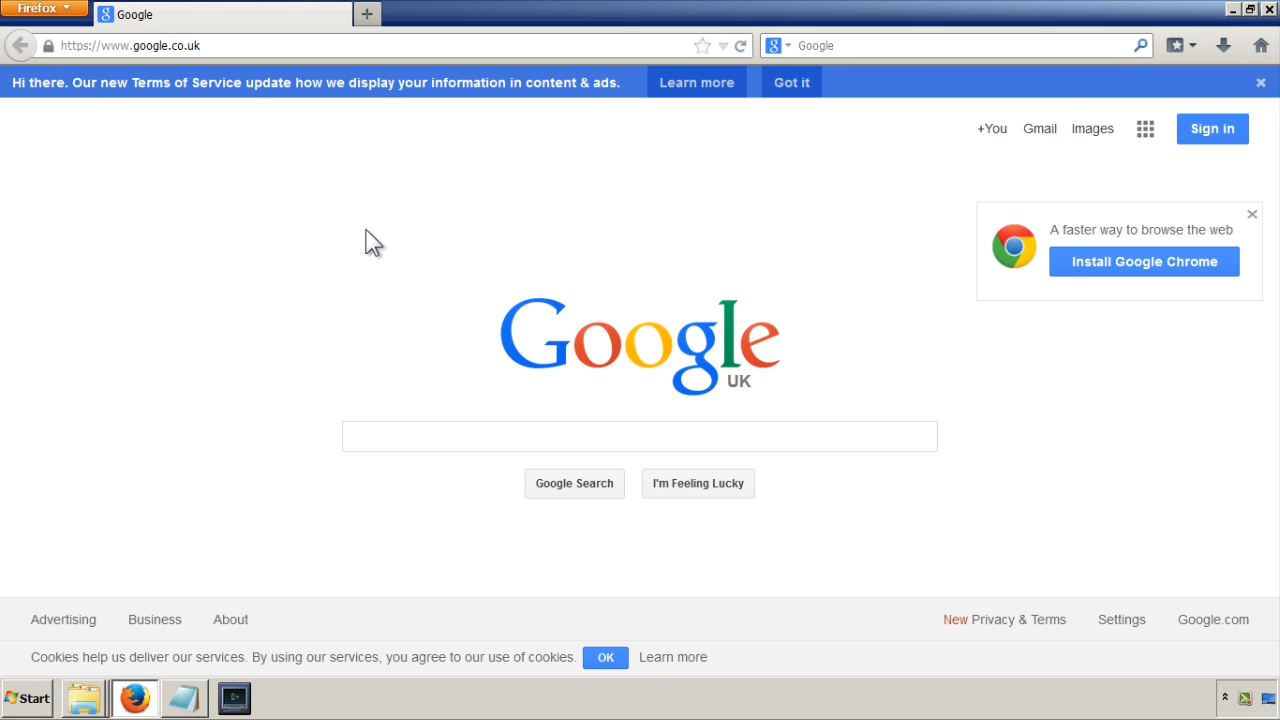 Firefox
Google
https://www.google.co.uk
Google
Hi there. Our new Terms of Service update how we display your information in content & ads.
Learn more
Got it
+You
Gmail
Images
Sign in
A faster way to browse the web
Install Google Chrome
Google
UK
Google Search
I'm Feeling Lucky
Advertising
Business
About
New Privacy & Terms
Settings
Google.com
Cookies help us deliver our services. By using our services, you agree to our use of cookies.
OK
Learn more
Start